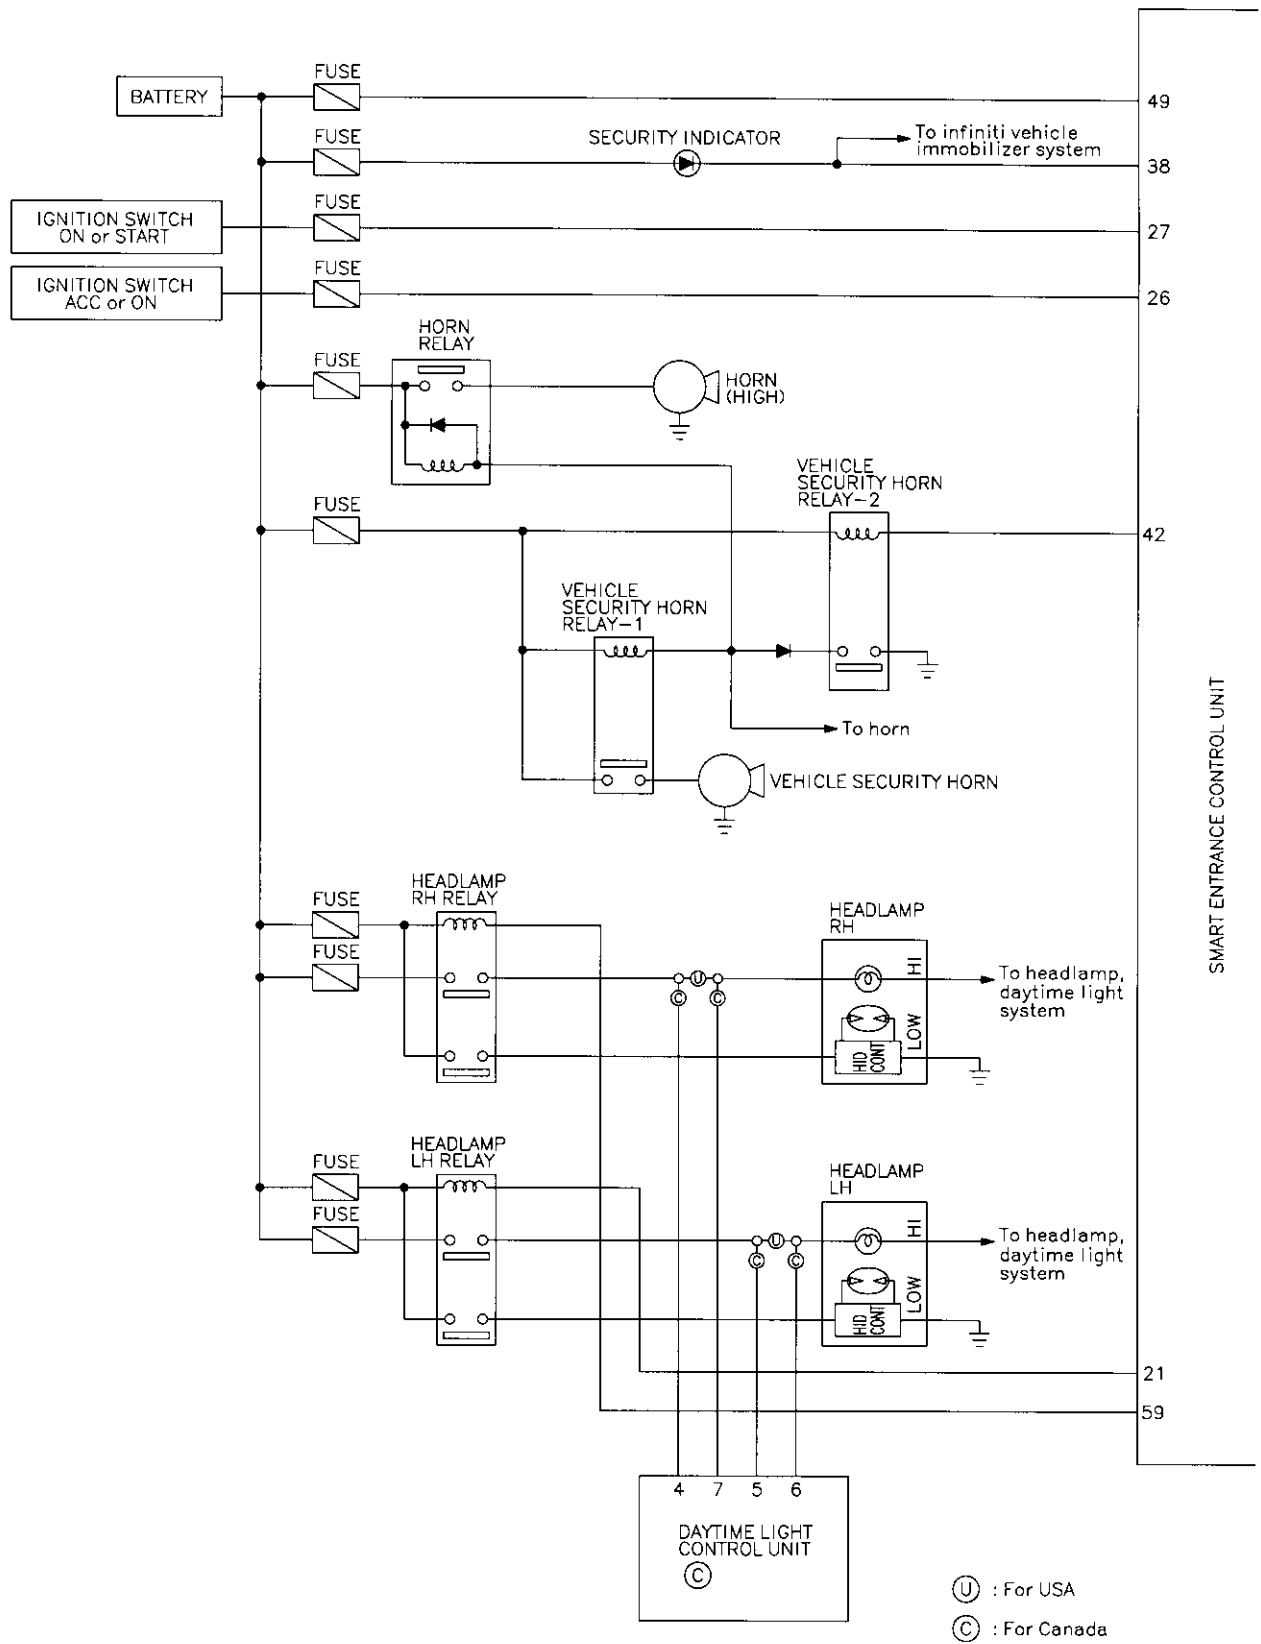 FUSE
BATTERY
49
FUSE
SECURITY INDICATOR
To infiniti vehicle
immobilizer system
38
FUSE
IGNITION SWITCH
ON or START
27
FUSE
IGNITION SWITCH
ACC or ON
26
HORN
RELAY
FUSE
HORN
(HIGH)
VEHICLE
SECURITY HORN
RELAY-2
FUSE
42
VEHICLE
SECURITY HORN
RELAY-1
To horn
VEHICLE SECURITY HORN
SMART ENTRANCE CONTROL UNIT
HEADLAMP
RH RELAY
FUSE
FUSE
HEADLAMP
RH
U
C
C
HI
LOW
HID
CONT
To headlamp,
daytime light
system
HEADLAMP
LH RELAY
FUSE
FUSE
HEADLAMP
LH
U
C
C
HI
LOW
HID
CONT
To headlamp,
daytime light
system
21
59
4 7 5 6
DAYTIME LIGHT
CONTROL UNIT
C
U : For USA
C : For Canada